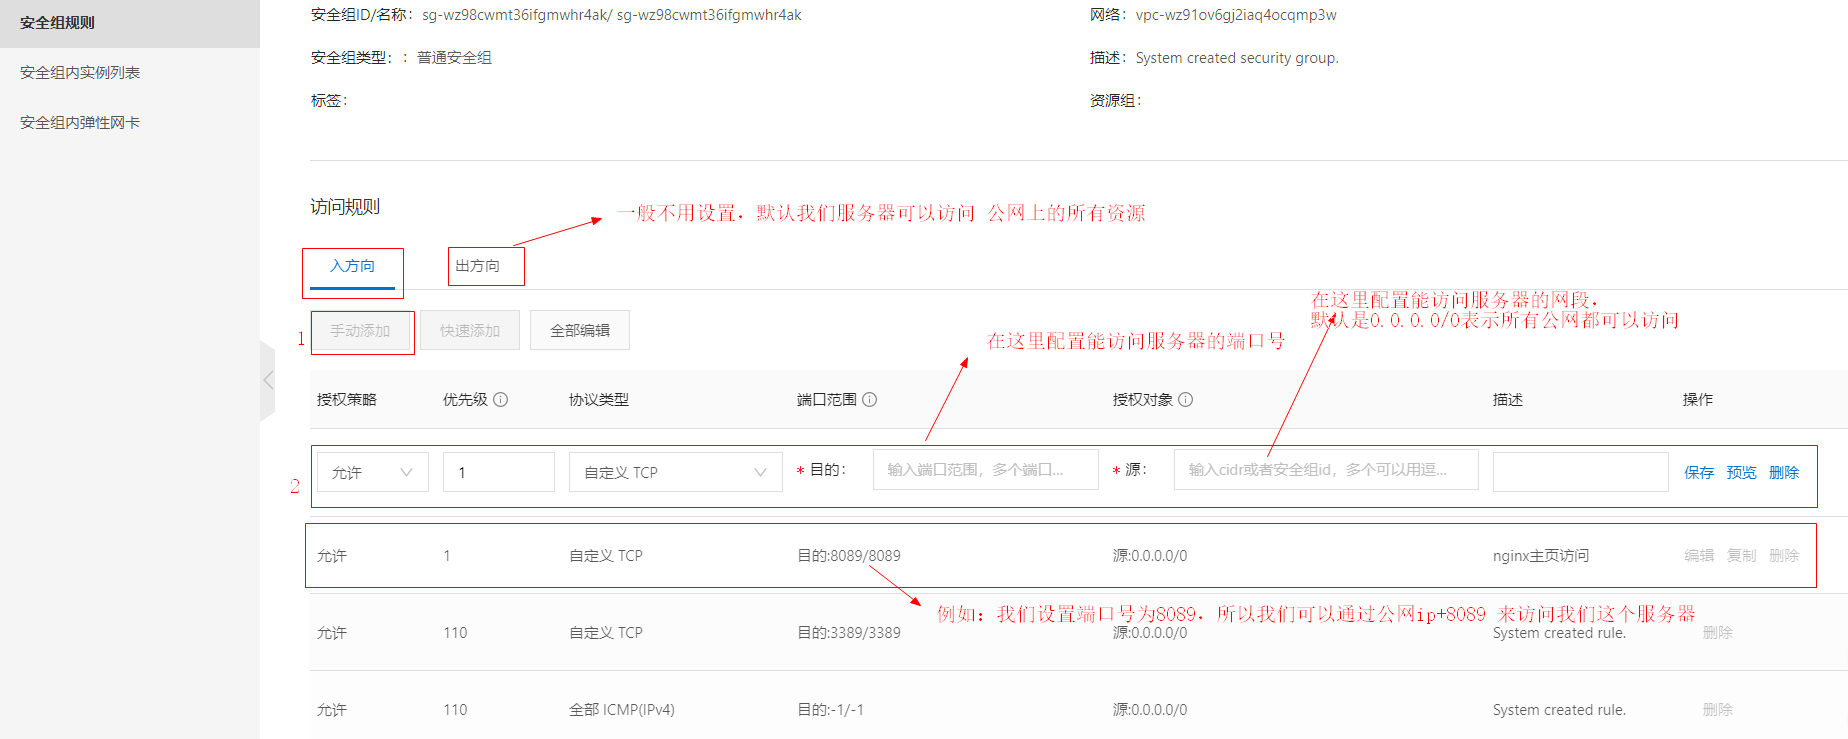 安全组规则
安全组内实例列表
安全组内弹性网卡
安全组ID/名称：sg-wz98cwmt36ifgmwhr4ak/ sg-wz98cwmt36ifgmwhr4ak
网络：vpc-wz91ov6gj2iaq4ocqmp3w
安全组类型：：普通安全组
描述：System created security group.
标签：
资源组：
访问规则
一般不用设置，默认我们服务器可以访问 公网上的所有资源
入方向
出方向
在这里配置能访问服务器的网段，
默认是0.0.0.0/0表示所有公网都可以访问
1
手动添加
快速添加
全部编辑
在这里配置能访问服务器的端口号
授权策略 优先级 协议类型 端口范围 授权对象 描述 操作
2
允许 1 自定义 TCP * 目的： 输入端口范围，多个端口... * 源： 输入cidr或者安全组id，多个可以用逗... 保存 预览 删除
允许 1 自定义 TCP 目的:8089/8089 源:0.0.0.0/0 nginx主页访问 编辑 复制 删除
例如：我们设置端口号为8089，所以我们可以通过公网ip+8089 来访问我们这个服务器
允许 110 自定义 TCP 目的:3389/3389 源:0.0.0.0/0 System created rule. 删除
允许 110 全部 ICMP(IPv4) 目的:-1/-1 源:0.0.0.0/0 System created rule. 删除